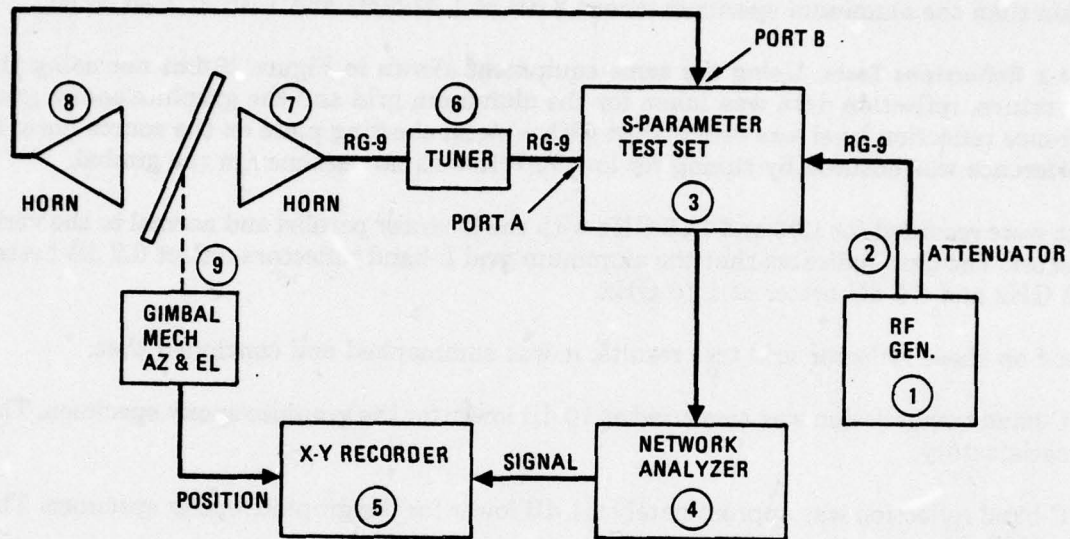 PORT B
8
7
6
S-PARAMETER
TEST SET
3
RG-9
TUNER
RG-9
RG-9
HORN
HORN
PORT A
2
ATTENUATOR
9
GIMBAL
MECH
AZ & EL
RF
GEN.
1
X-Y RECORDER
5
SIGNAL
NETWORK
ANALYZER
4
POSITION